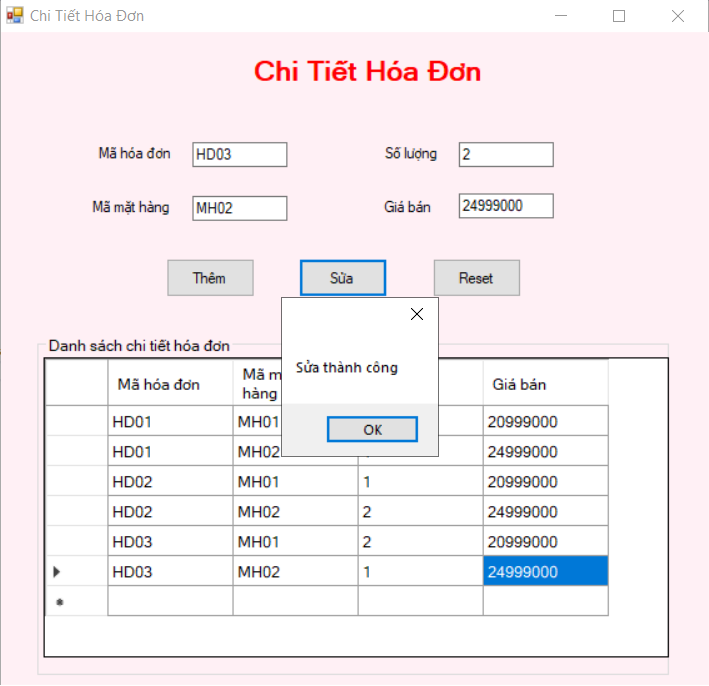 Chi Tiết Hóa Đơn
Chi Tiết Hóa Đơn
Mã hóa đơn HD03 Số lượng 2
Mã mặt hàng MH02 Giá bán 24999000
Thêm Sửa Reset
Danh sách chi tiết hóa đơn
Sửa thành công
OK
Mã hóa đơn Mã m Giá bán
hàng
HD01 MH01 20999000
HD01 MH02 24999000
HD02 MH01 1 20999000
HD02 MH02 2 24999000
HD03 MH01 2 20999000
HD03 MH02 1 24999000